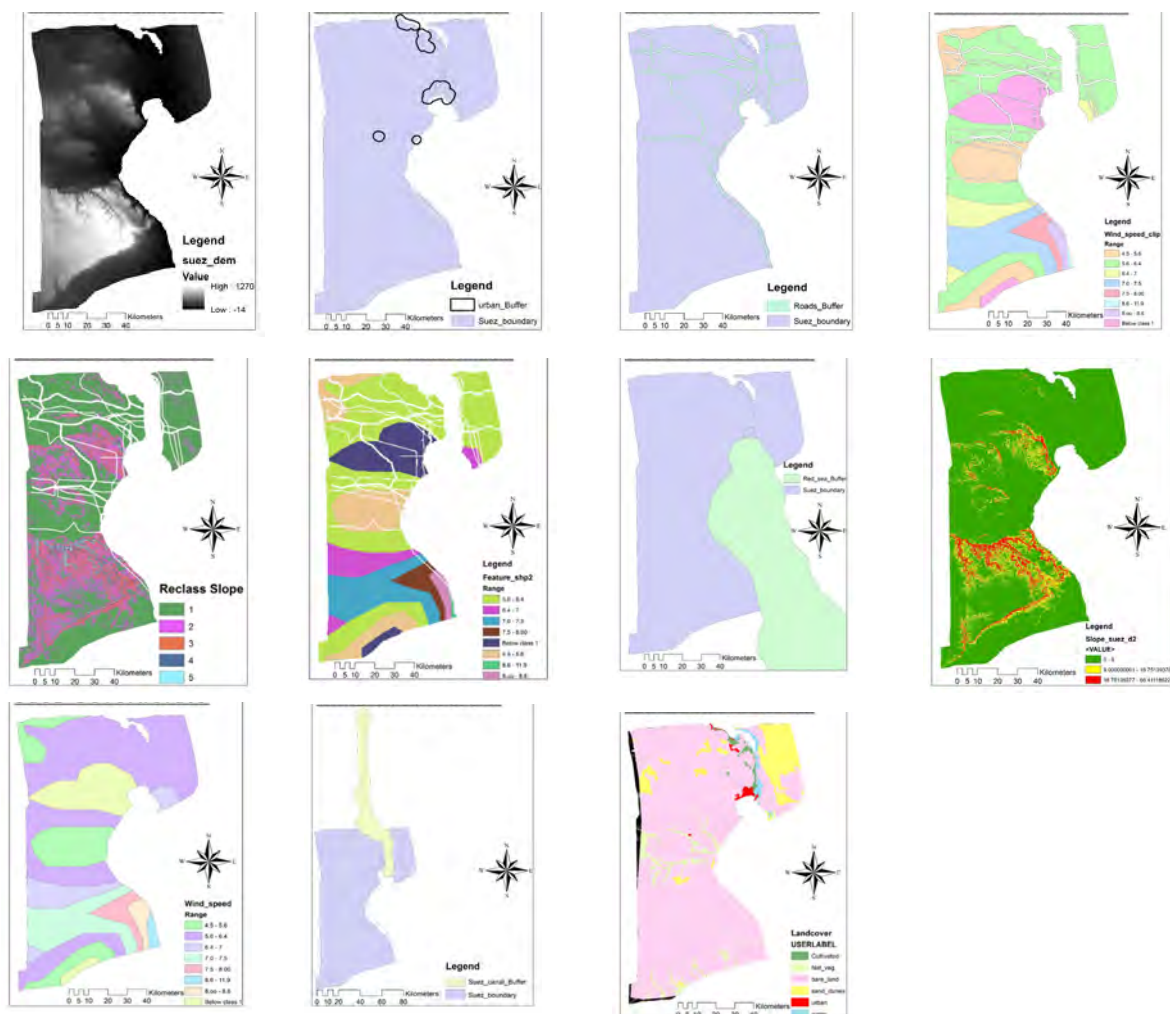 N
W E
S
Legend
suez_dem
Value
High : 1270
Low : -14
Kilometers
0 5 10 20 30 40
N
W E
S
Legend
urban_Buffer
Suez_boundary
Kilometers
0 5 10 20 30 40
N
W E
S
Legend
Roads_Buffer
Suez_boundary
Kilometers
0 5 10 20 30 40
N
W E
S
Legend
Wind_speed_clip
Range
4.5 - 5.6
5.6 - 6.4
6.4 - 7
7.0 - 7.5
7.5 - 8.00
8.6 - 11.9
Below class 1
Kilometers
0 5 10 20 30 40
N
W E
S
Reclass Slope
1
2
3
4
5
Kilometers
0 5 10 20 30 40
N
W E
S
Legend
Feature_shp2
Range
5.6 - 6.4
6.4 - 7
7.0 - 7.5
7.5 - 8.00
Below class 1
4.5 - 5.6
8.6 - 11.9
Kilometers
0 5 10 20 30 40
Legend
Red_sea_Buffer
Suez_boundary
N
W E
S
Kilometers
0 5 10 20 30 40
N
W E
S
Legend
Slope_suez_d2
<VALUE>
Kilometers
0 5 10 20 30 40
N
W E
S
Wind_speed
Range
4.5 - 5.6
5.6 - 6.4
6.4 - 7
7.0 - 7.5
7.5 - 8.00
8.6 - 11.9
Below class 1
Kilometers
0 5 10 20 30 40
N
W E
S
Legend
Suez_canal_Buffer
Suez_boundary
Kilometers
0 10 20 40 60 80
N
W E
S
Landcover
USERLABEL
Cultivated
Nat_veg
bare_land
sand_dunes
urban
Kilometers
0 5 10 20 30 40